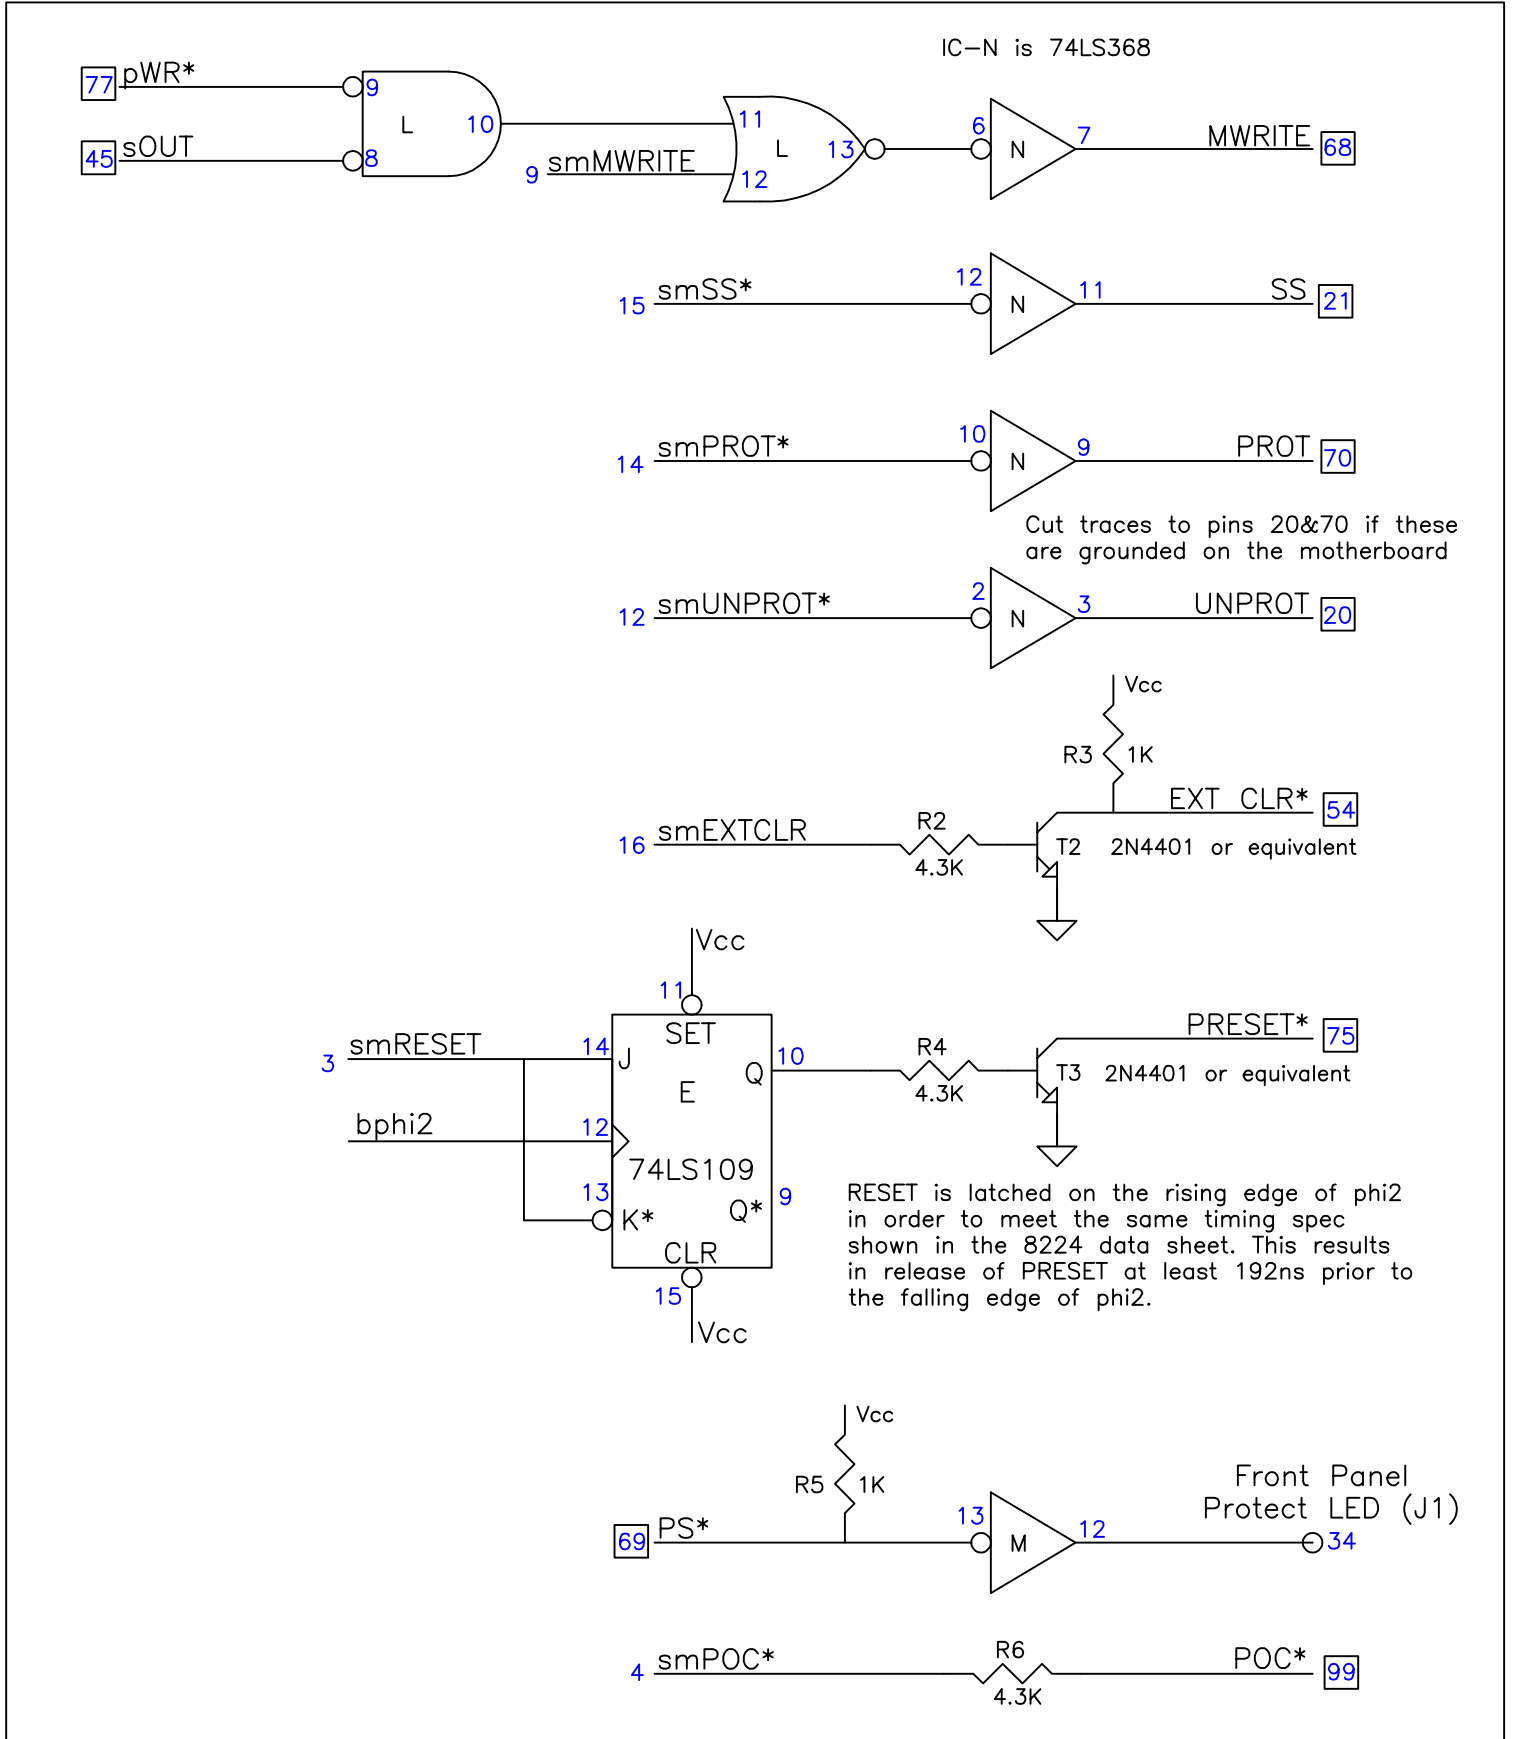 IC-N is 74LS368
77 pWR* 9
L 10 11
L 13 6 N 7 MWRITE 68
45 sOUT 8
9 smMWRITE 12
15 smSS* 12 N 11 SS 21
14 smPROT* 10 N 9 PROT 70
Cut traces to pins 20&70 if these
are grounded on the motherboard
12 smUNPROT* 2 N 3 UNPROT 20
Vcc
R3 1K
EXT CLR* 54
16 smEXTCLR R2
4.3K
T2 2N4401 or equivalent
Vcc
11
SET
3 smRESET 14 J
E
Q 10 R4
4.3K
PRESET* 75
T3 2N4401 or equivalent
bphi2 12
74LS109
13 K* Q* 9
CLR
15
Vcc
RESET is latched on the rising edge of phi2
in order to meet the same timing spec
shown in the 8224 data sheet. This results
in release of PRESET at least 192ns prior to
the falling edge of phi2.
Vcc
R5 1K
Front Panel
Protect LED (J1)
69 PS* 13 M 12 34
4 smPOC* R6
4.3K
POC* 99